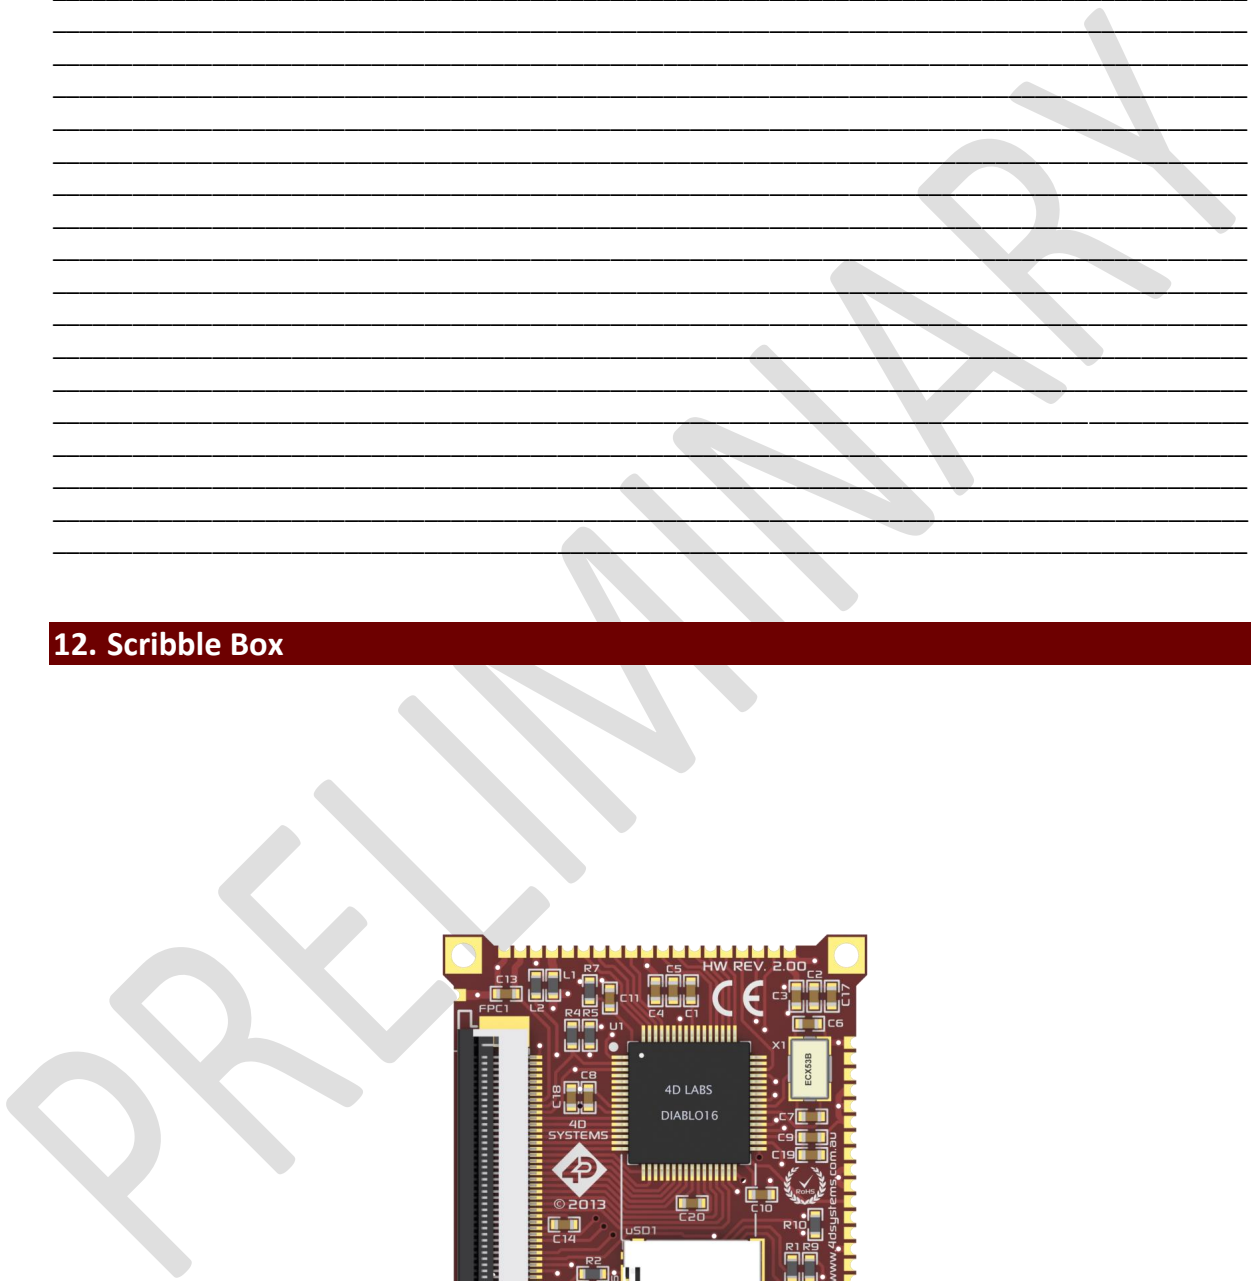 PRELIMINARY
12. Scribble Box
HW REV. 2.00
C13
L1
R7
C5
C2
C3
C17
C11
FPC1
L2
R4 R5
C4
C1
C6
U1
X1
ECX53B
C8
C18
4D LABS
DIABLO16
4D
SYSTEMS
C7
C9
C19
RoHS
© 2013
C20
C10
C14
uSD1
R10
R2
R1 R9
www.4dsystems.com.au